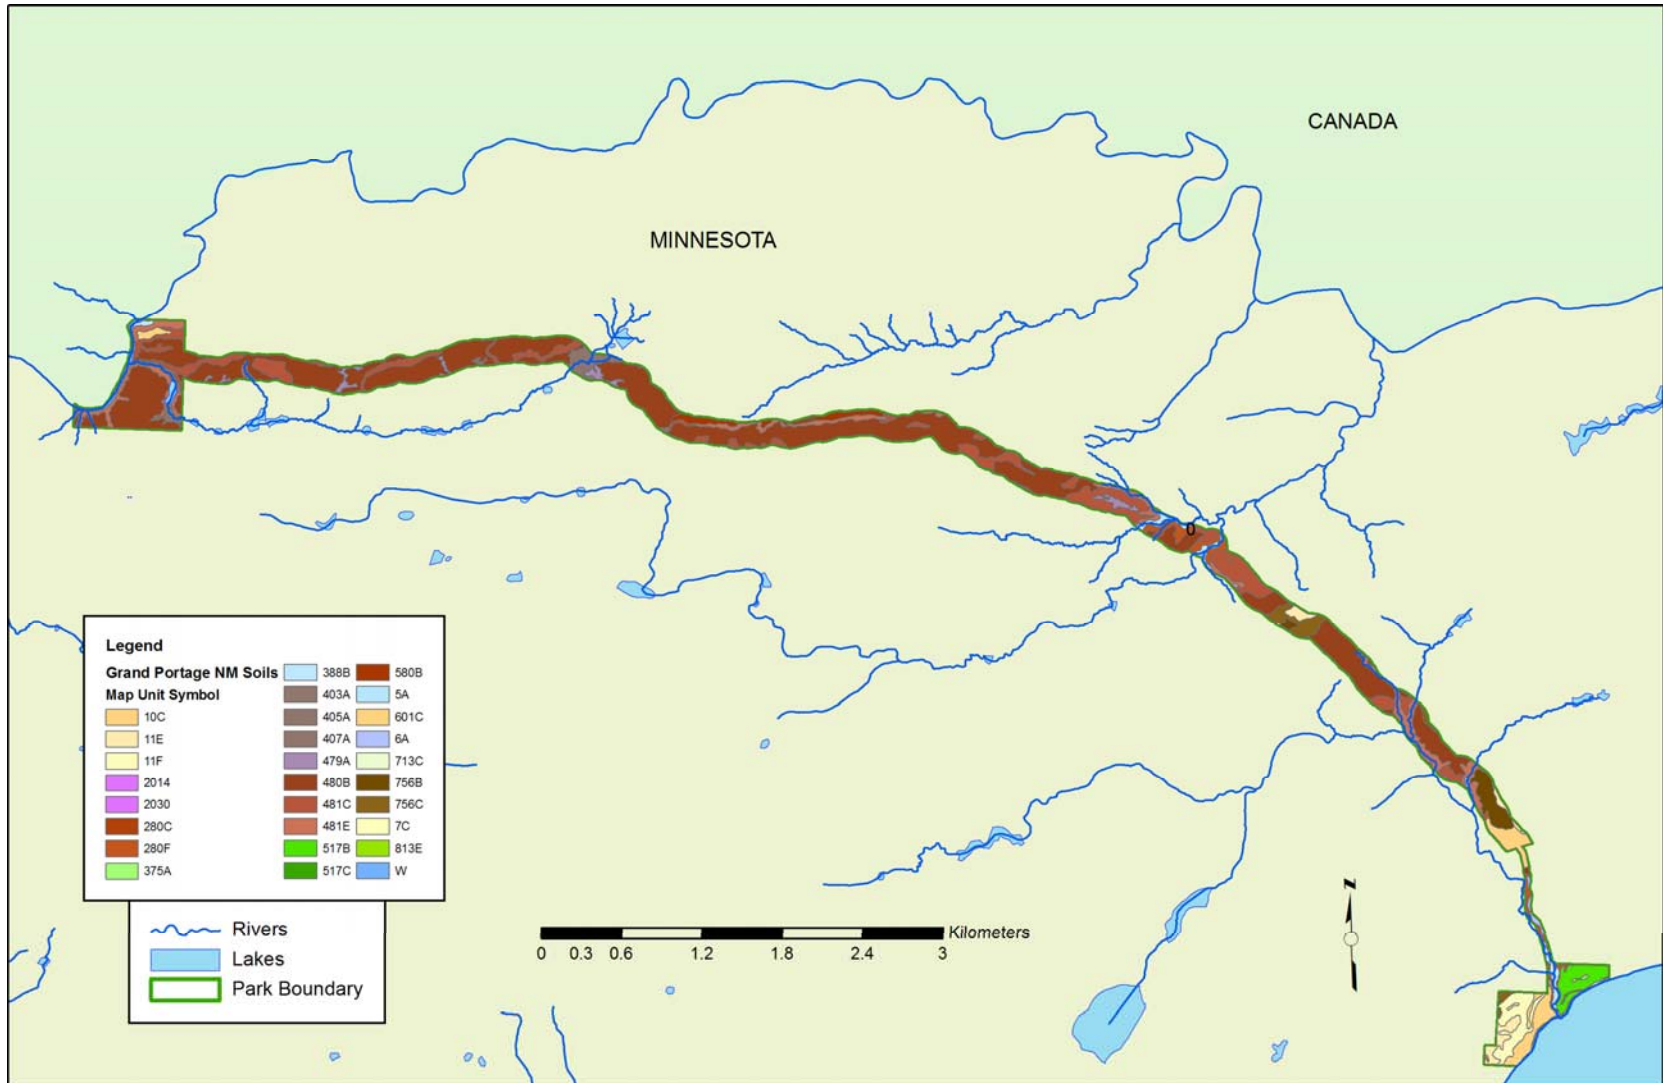 CANADA
MINNESOTA
0
Legend
Grand Portage NM Soils
Map Unit Symbol
10C
11E
11F
2014
2030
280C
280F
375A
388B
403A
405A
407A
479A
480B
481C
481E
517B
517C
580B
5A
601C
6A
713C
756B
756C
7C
813E
W
Rivers
Lakes
Park Boundary
Kilometers
0 0.3 0.6 1.2 1.8 2.4 3
N